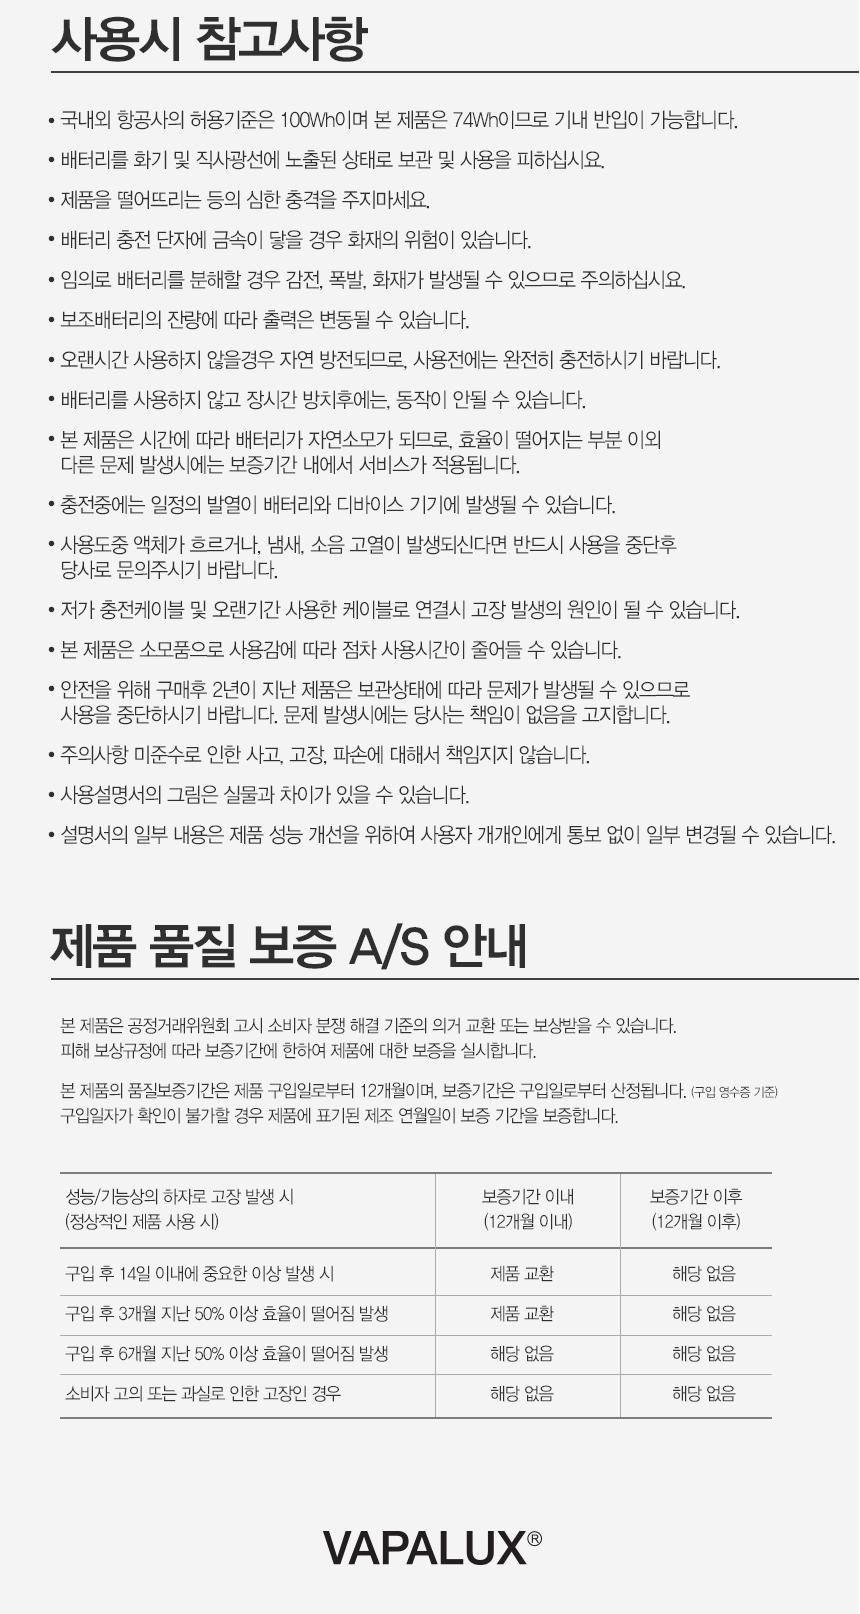 사용시 참고사항
• 국내외 항공사의 허용기준은 100Wh이며 본 제품은 74Wh이므로 기내 반입이 가능합니다.
• 배터리를 화기 및 직사광선에 노출된 상태로 보관 및 사용을 피하십시요.
• 제품을 떨어뜨리는 등의 심한 충격을 주지마세요.
• 배터리 충전 단자에 금속이 닿을 경우 화재의 위험이 있습니다.
• 임의로 배터리를 분해할 경우 감전, 폭발, 화재가 발생될 수 있으므로 주의하십시요.
• 보조배터리의 잔량에 따라 출력은 변동될 수 있습니다.
• 오랜시간 사용하지 않을경우 자연 방전되므로, 사용전에는 완전히 충전하시기 바랍니다.
• 배터리를 사용하지 않고 장시간 방치후에는, 동작이 안될 수 있습니다.
• 본 제품은 시간에 따라 배터리가 자연소모가 되므로, 효율이 떨어지는 부분 이외
다른 문제 발생시에는 보증기간 내에서 서비스가 적용됩니다.
• 충전중에는 일정의 발열이 배터리와 디바이스 기기에 발생될 수 있습니다.
• 사용도중 액체가 흐르거나, 냄새, 소음 고열이 발생되신다면 반드시 사용을 중단후
당사로 문의주시기 바랍니다.
• 저가 충전케이블 및 오랜기간 사용한 케이블로 연결시 고장 발생의 원인이 될 수 있습니다.
• 본 제품은 소모품으로 사용감에 따라 점차 사용시간이 줄어들 수 있습니다.
• 안전을 위해 구매후 2년이 지난 제품은 보관상태에 따라 문제가 발생될 수 있으므로
사용을 중단하시기 바랍니다. 문제 발생시에는 당사는 책임이 없음을 고지합니다.
• 주의사항 미준수로 인한 사고, 고장, 파손에 대해서 책임지지 않습니다.
• 사용설명서의 그림은 실물과 차이가 있을 수 있습니다.
• 설명서의 일부 내용은 제품 성능 개선을 위하여 사용자 개개인에게 통보 없이 일부 변경될 수 있습니다.
제품 품질 보증 A/S 안내
본 제품은 공정거래위원회 고시 소비자 분쟁 해결 기준의 의거 교환 또는 보상받을 수 있습니다.
피해 보상규정에 따라 보증기간에 한하여 제품에 대한 보증을 실시합니다.
본 제품의 품질보증기간은 제품 구입일로부터 12개월이며, 보증기간은 구입일로부터 산정됩니다. (구입 영수증 기준)
구입일자가 확인이 불가할 경우 제품에 표기된 제조 연월일이 보증 기간을 보증합니다.
성능/기능상의 하자로 고장 발생 시 보증기간 이내 보증기간 이후
(정상적인 제품 사용 시) (12개월 이내) (12개월 이후)
구입 후 14일 이내에 중요한 이상 발생 시 제품 교환 해당 없음
구입 후 3개월 지난 50% 이상 효율이 떨어짐 발생 제품 교환 해당 없음
구입 후 6개월 지난 50% 이상 효율이 떨어짐 발생 해당 없음 해당 없음
소비자 고의 또는 과실로 인한 고장인 경우 해당 없음 해당 없음
VAPALUX®